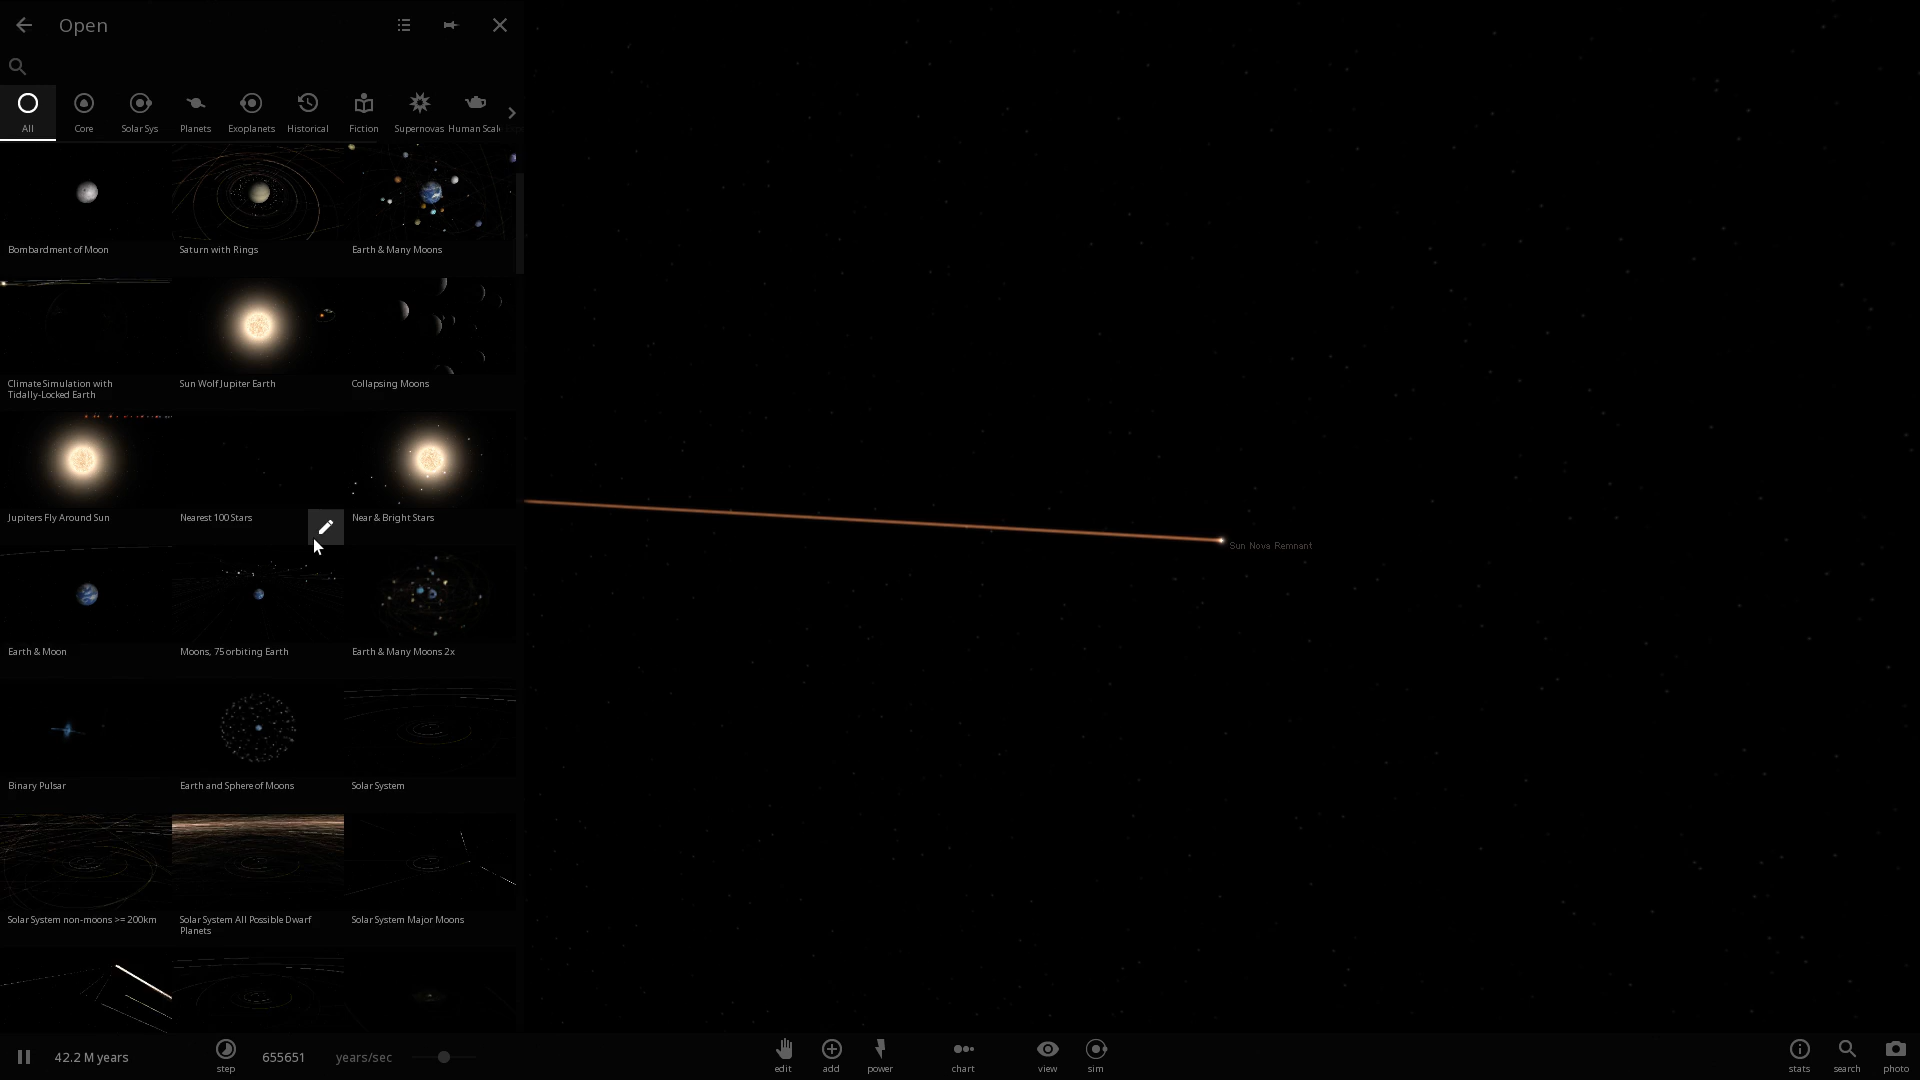 Open
All
Core
Solar Sys
Planets
Exoplanets
Historical
Fiction
Supernovas
Human Scale
Bombardment of Moon
Saturn with Rings
Earth & Many Moons
Climate Simulation with
Tidally-Locked Earth
Sun Wolf Jupiter Earth
Collapsing Moons
Jupiters Fly Around Sun
Nearest 100 Stars
Near & Bright Stars
Sun Nova Remnant
Earth & Moon
Moons, 75 orbiting Earth
Earth & Many Moons 2x
Binary Pulsar
Earth and Sphere of Moons
Solar System
Solar System non-moons >= 200km
Solar System All Possible Dwarf
Planets
Solar System Major Moons
42.2 M years
step
655651
years/sec
edit
add
power
chart
view
sim
stats
search
photo